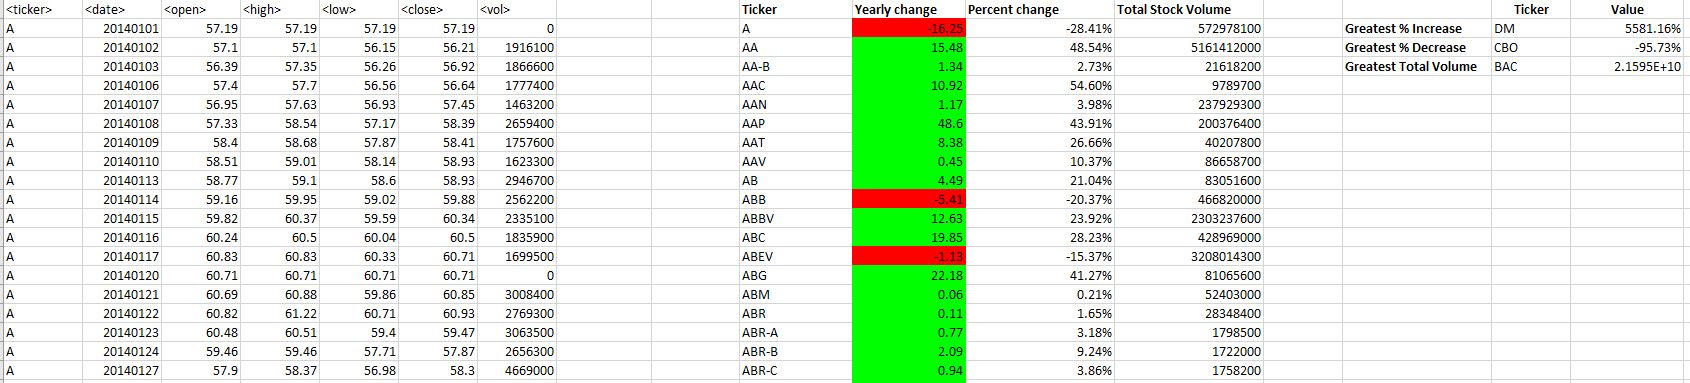 <ticker> <date> <open> <high> <low> <close> <vol> Ticker Yearly change Percent change Total Stock Volume Ticker Value
A 20140101 57.19 57.19 57.19 57.19 0 A -16.25 -28.41% 572978100 Greatest % Increase DM 5581.16%
A 20140102 57.1 57.1 56.15 56.21 1916100 AA 15.48 48.54% 5161412000 Greatest % Decrease CBO -95.73%
A 20140103 56.39 57.35 56.26 56.92 1866600 AA-B 1.34 2.73% 21618200 Greatest Total Volume BAC 2.1595E+10
A 20140106 57.4 57.7 56.56 56.64 1777400 AAC 10.92 54.60% 9789700
A 20140107 56.95 57.63 56.93 57.45 1463200 AAN 1.17 3.98% 237929300
A 20140108 57.33 58.54 57.17 58.39 2659400 AAP 48.6 43.91% 200376400
A 20140109 58.4 58.68 57.87 58.41 1757600 AAT 8.38 26.66% 40207800
A 20140110 58.51 59.01 58.14 58.93 1623300 AAV 0.45 10.37% 86658700
A 20140113 58.77 59.1 58.6 58.93 2946700 AB 4.49 21.04% 83051600
A 20140114 59.16 59.95 59.02 59.88 2562200 ABB -5.41 -20.37% 466820000
A 20140115 59.82 60.37 59.59 60.34 2335100 ABBV 12.63 23.92% 2303237600
A 20140116 60.24 60.5 60.04 60.5 1835900 ABC 19.85 28.23% 428969000
A 20140117 60.83 60.83 60.33 60.71 1699500 ABEV -1.13 -15.37% 3208014300
A 20140120 60.71 60.71 60.71 60.71 0 ABG 22.18 41.27% 81065600
A 20140121 60.69 60.88 59.86 60.85 3008400 ABM 0.06 0.21% 52403000
A 20140122 60.82 61.22 60.71 60.93 2769300 ABR 0.11 1.65% 28348400
A 20140123 60.48 60.51 59.4 59.47 3063500 ABR-A 0.77 3.18% 1798500
A 20140124 59.46 59.46 57.71 57.87 2656300 ABR-B 2.09 9.24% 1722000
A 20140127 57.9 58.37 56.98 58.3 4669000 ABR-C 0.94 3.86% 1758200